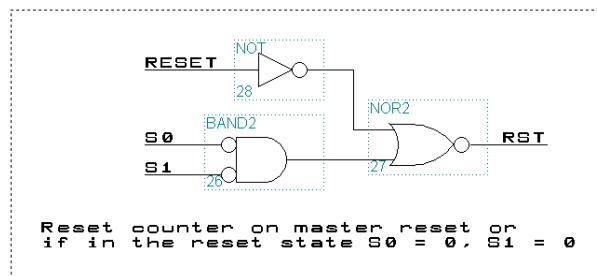 NOT
RESET
28
NOR2
BAND2
S0
RST
27
S1
26
Reset counter on master reset or
if in the reset state S0 = 0, S1 = 0